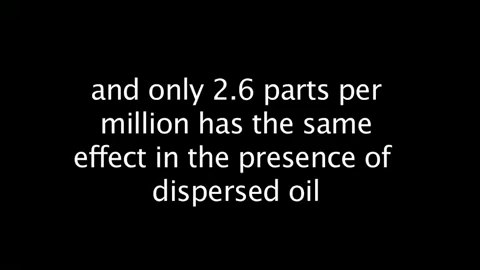 and only 2.6 parts per
million has the same
effect in the presence of
dispersed oil